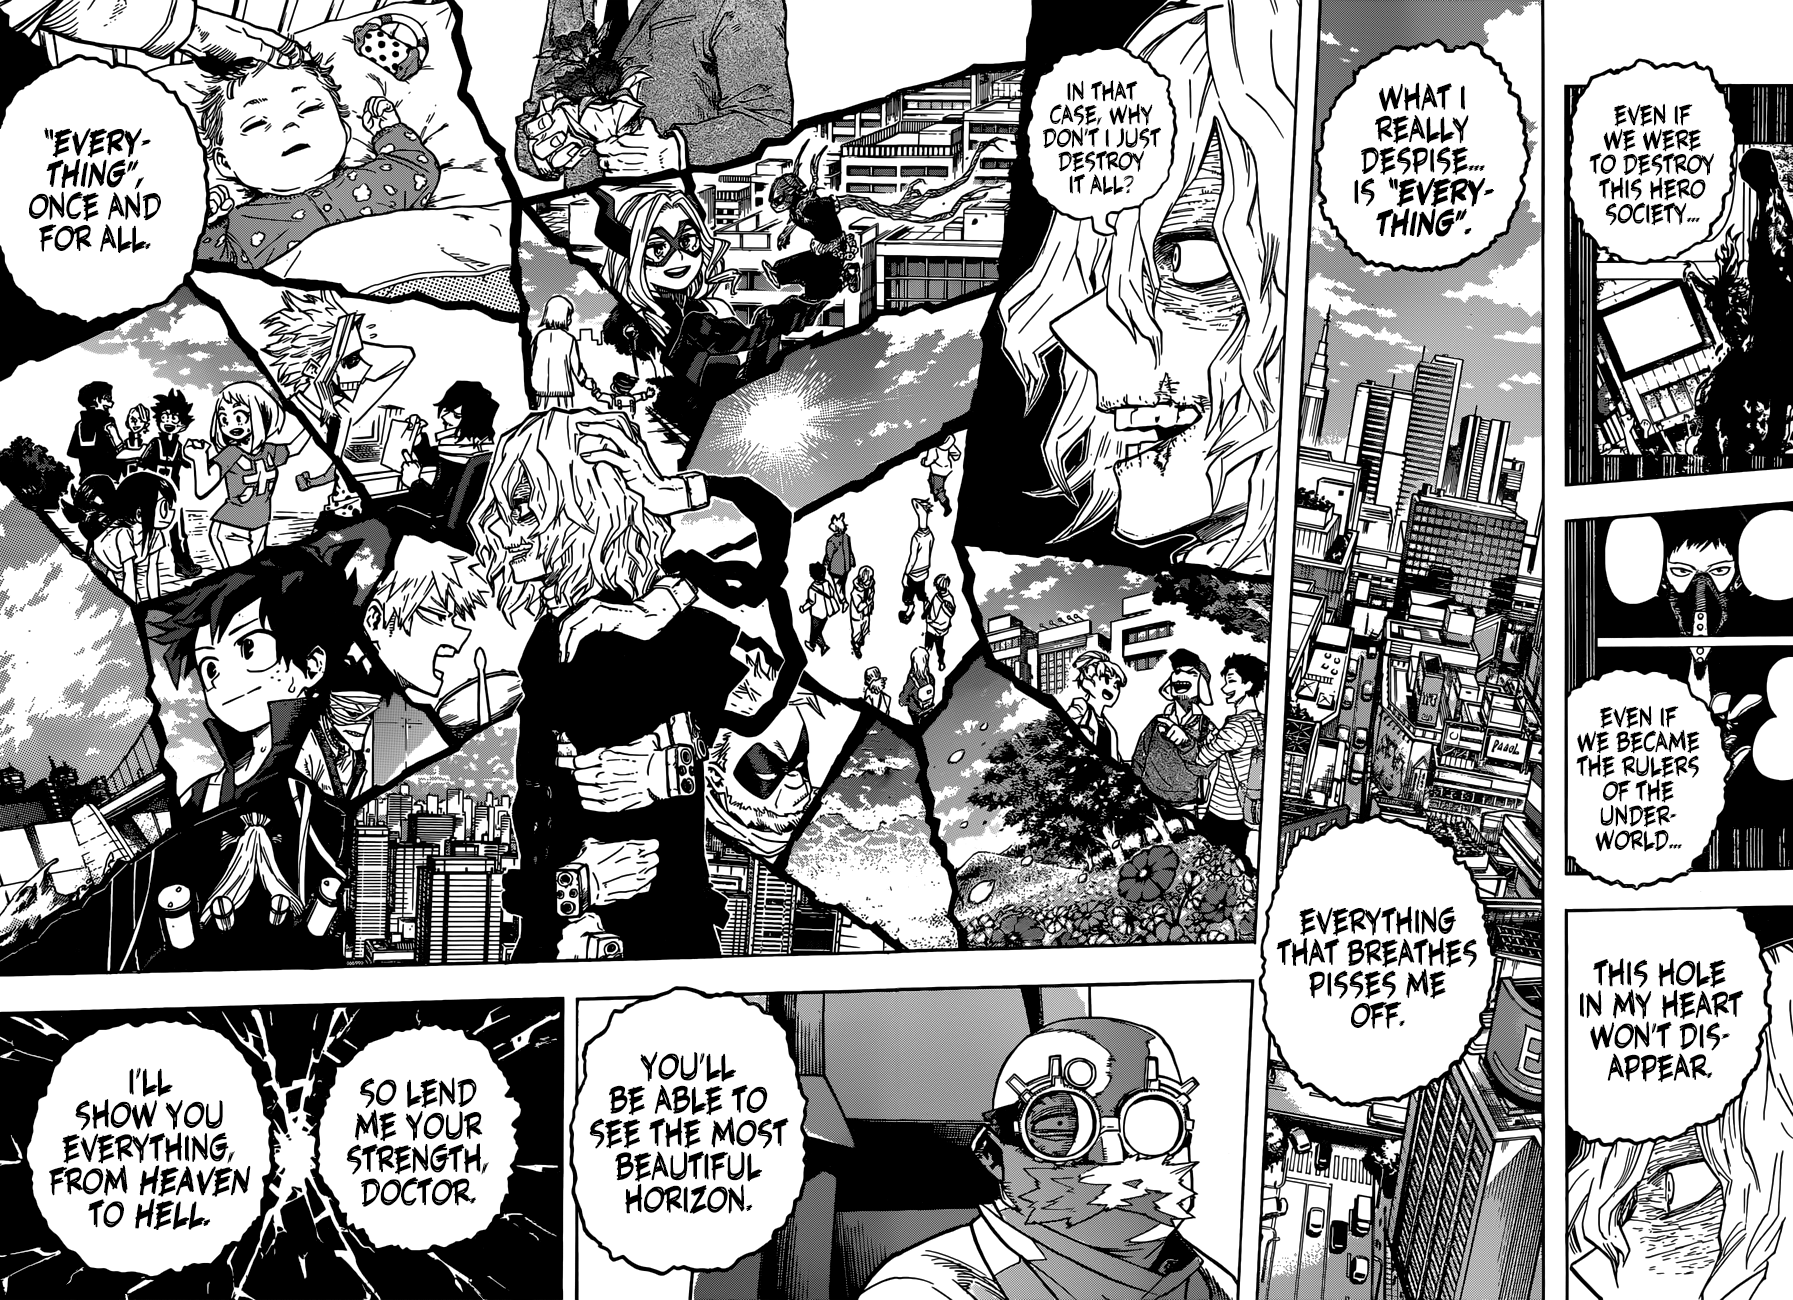 EVEN IF
WE WERE
TO DESTROY
THIS HERO
SOCIETY...
EVEN IF
WE BECAME
THE RULERS
OF THE
UNDER-
WORLD...
THIS HOLE
IN MY HEART
WON'T DIS-
APPEAR.
WHAT I
REALLY
DESPISE...
IS "EVERY-
THING".
EVERYTHING
THAT BREATHES
PISSES ME
OFF.
IN THAT
CASE, WHY
DON'T I JUST
DESTROY
IT ALL?
"EVERY-
THING",
ONCE AND
FOR ALL.
YOU'LL
BE ABLE TO
SEE THE MOST
BEAUTIFUL
HORIZON.
SO LEND
ME YOUR
STRENGTH,
DOCTOR.
I'LL
SHOW YOU
EVERYTHING,
FROM HEAVEN
TO HELL.